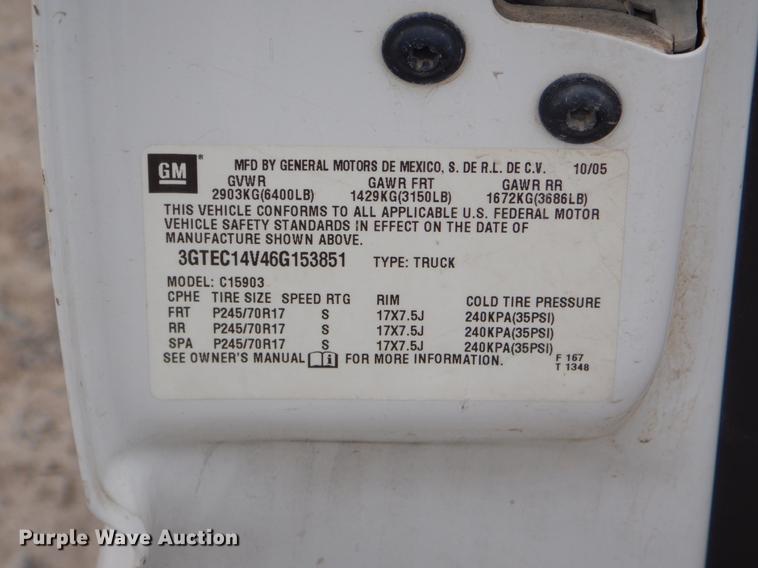 GM ® MFD BY GENERAL MOTORS DE MEXICO, S. DE R.L. DE C.V. 10/05
GVWR GAWR FRT GAWR RR
2903KG(6400LB) 1429KG(3150LB) 1672KG(3686LB)
THIS VEHICLE CONFORMS TO ALL APPLICABLE U.S. FEDERAL MOTOR
VEHICLE SAFETY STANDARDS IN EFFECT ON THE DATE OF
MANUFACTURE SHOWN ABOVE.
3GTEC14V46G153851 TYPE: TRUCK
MODEL: C15903
CPHE TIRE SIZE SPEED RTG RIM COLD TIRE PRESSURE
FRT P245/70R17 S 17X7.5J 240KPA(35PSI)
RR P245/70R17 S 17X7.5J 240KPA(35PSI)
SPA P245/70R17 S 17X7.5J 240KPA(35PSI)
SEE OWNER'S MANUAL i FOR MORE INFORMATION. F 167
T 1348
Purple Wave Auction